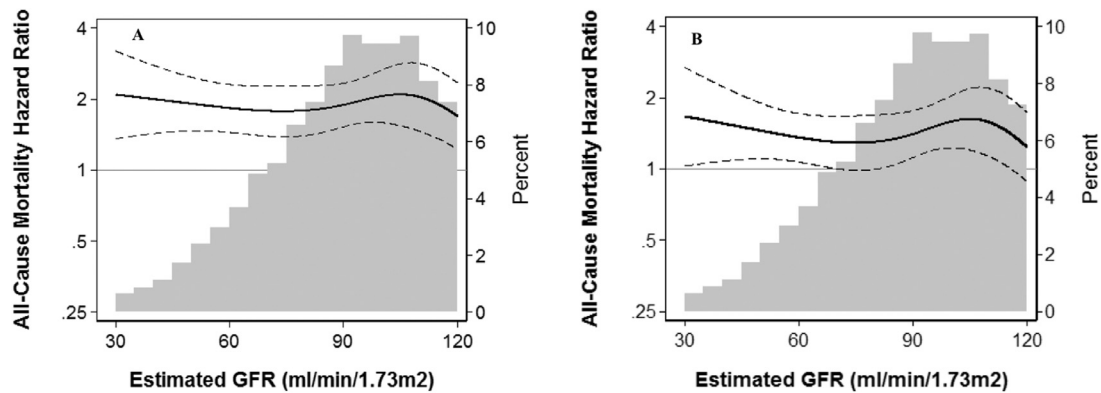 A
All-Cause Mortality Hazard Ratio
4
2
1
.5
.25
10
8
6
4
2
0
Percent
30 60 90 120
Estimated GFR (ml/min/1.73m2)
B
All-Cause Mortality Hazard Ratio
4
2
1
.5
.25
10
8
6
4
2
0
Percent
30 60 90 120
Estimated GFR (ml/min/1.73m2)